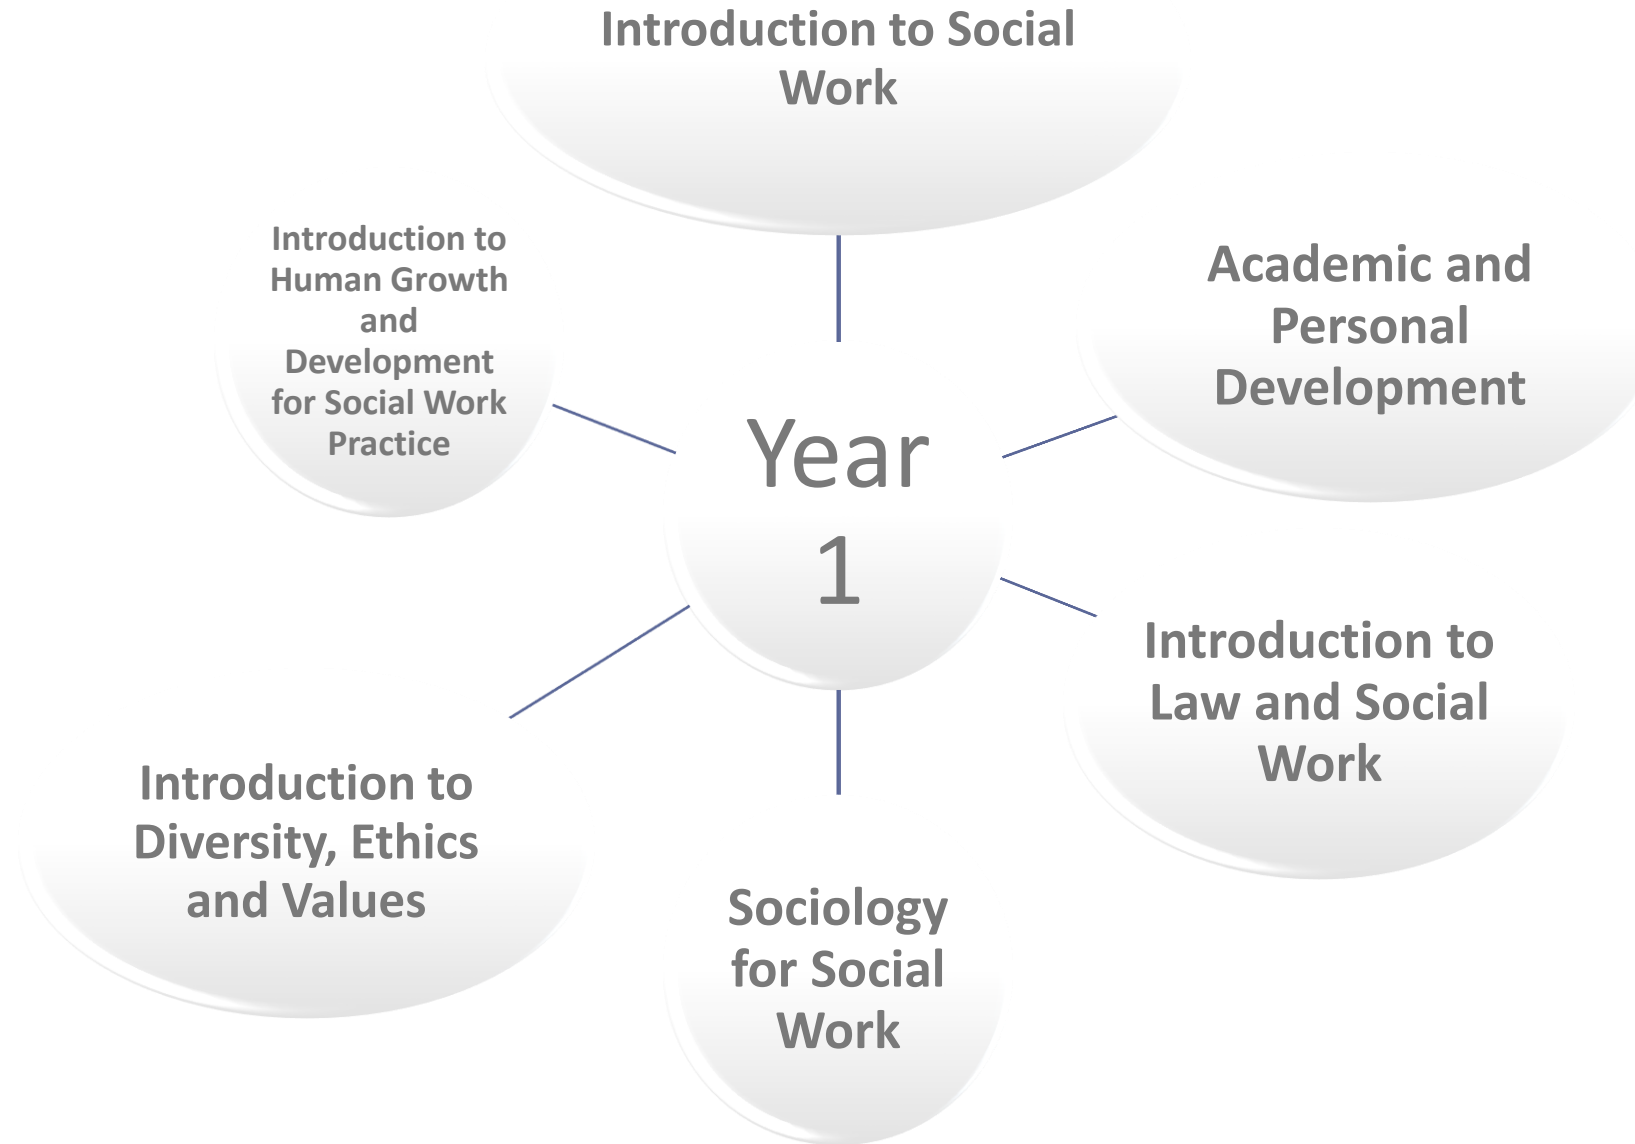 Introduction to Social
Work
Academic and
Personal
Development
Introduction to
Law and Social
Work
Sociology
for Social
Work
Introduction to
Diversity, Ethics
and Values
Introduction to
Human Growth
and
Development
for Social Work
Practice
Year
1